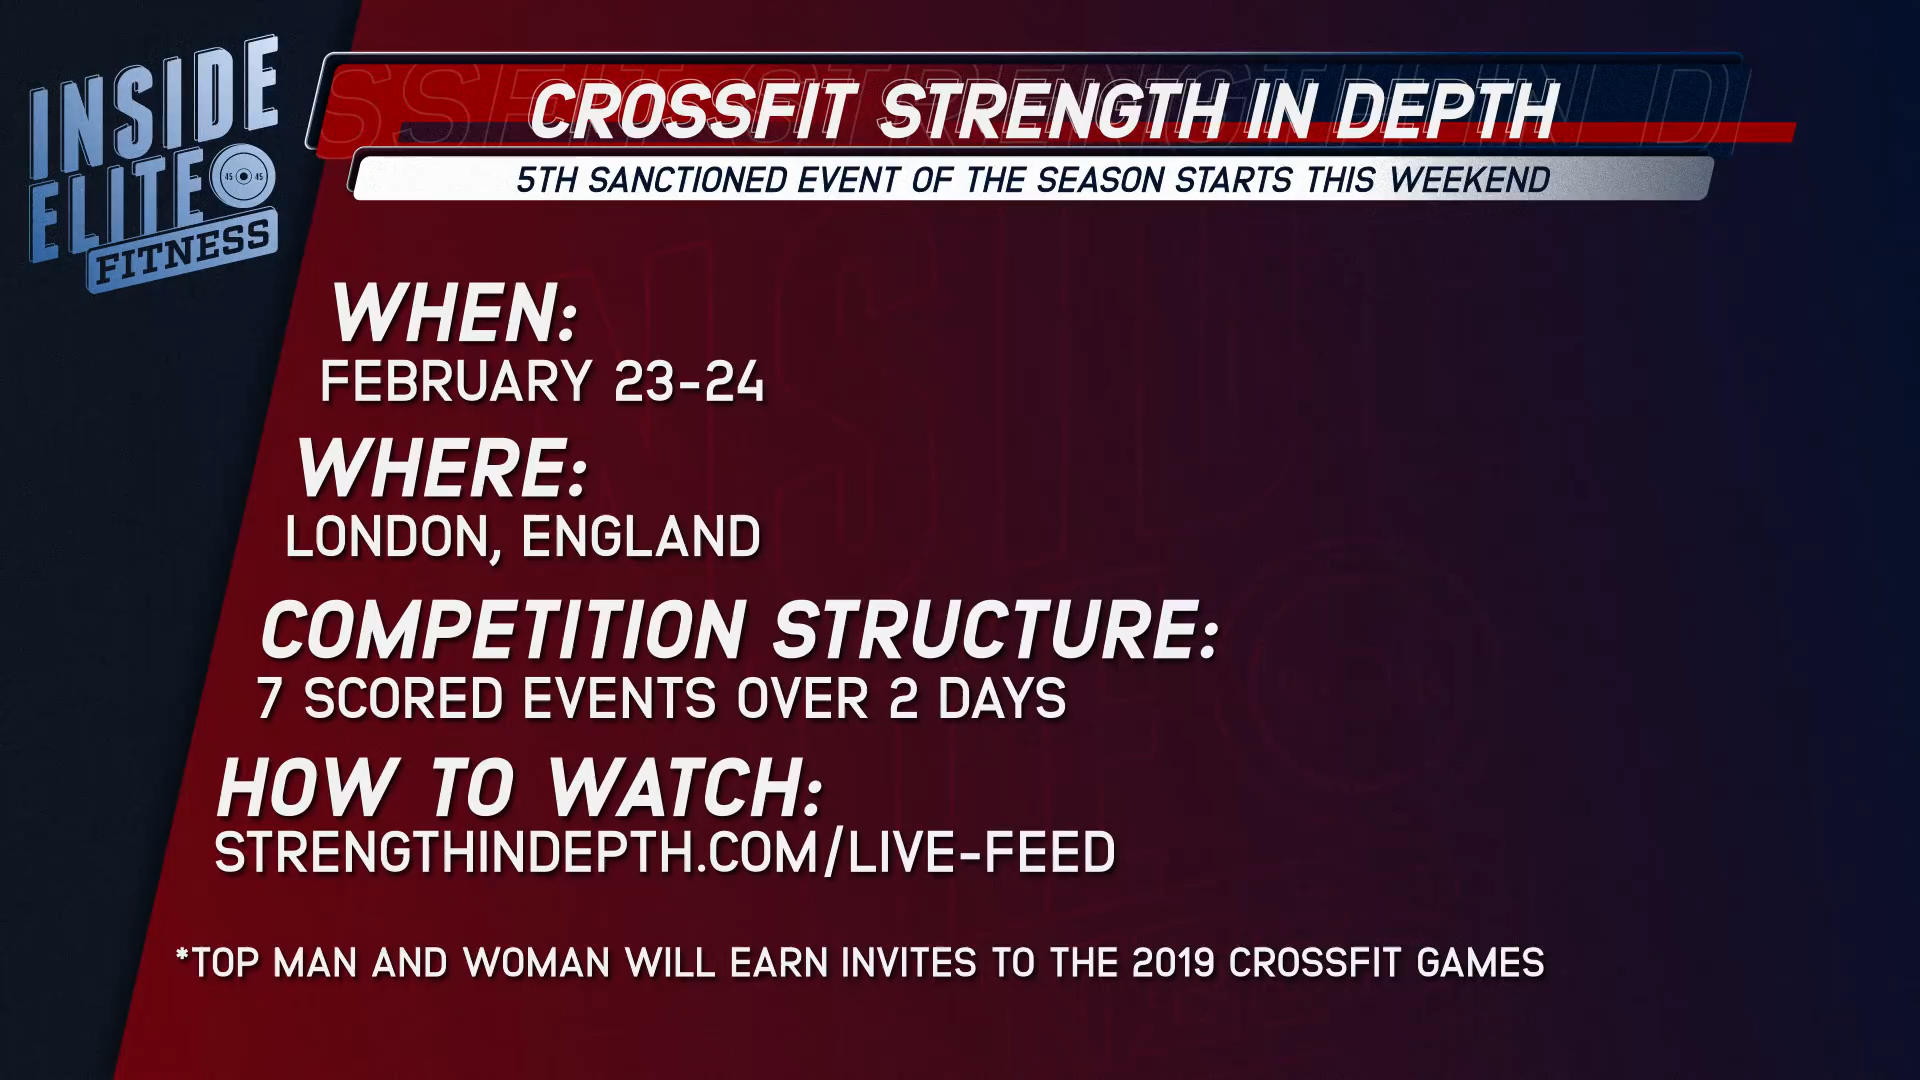 INSIDE
ELITE
45 45
FITNESS
CROSSFIT STRENGTH IN DEPTH
5TH SANCTIONED EVENT OF THE SEASON STARTS THIS WEEKEND
WHEN:
FEBRUARY 23-24
WHERE:
LONDON, ENGLAND
COMPETITION STRUCTURE:
7 SCORED EVENTS OVER 2 DAYS
HOW TO WATCH:
STRENGTHINDEPTH.COM/LIVE-FEED
*TOP MAN AND WOMAN WILL EARN INVITES TO THE 2019 CROSSFIT GAMES